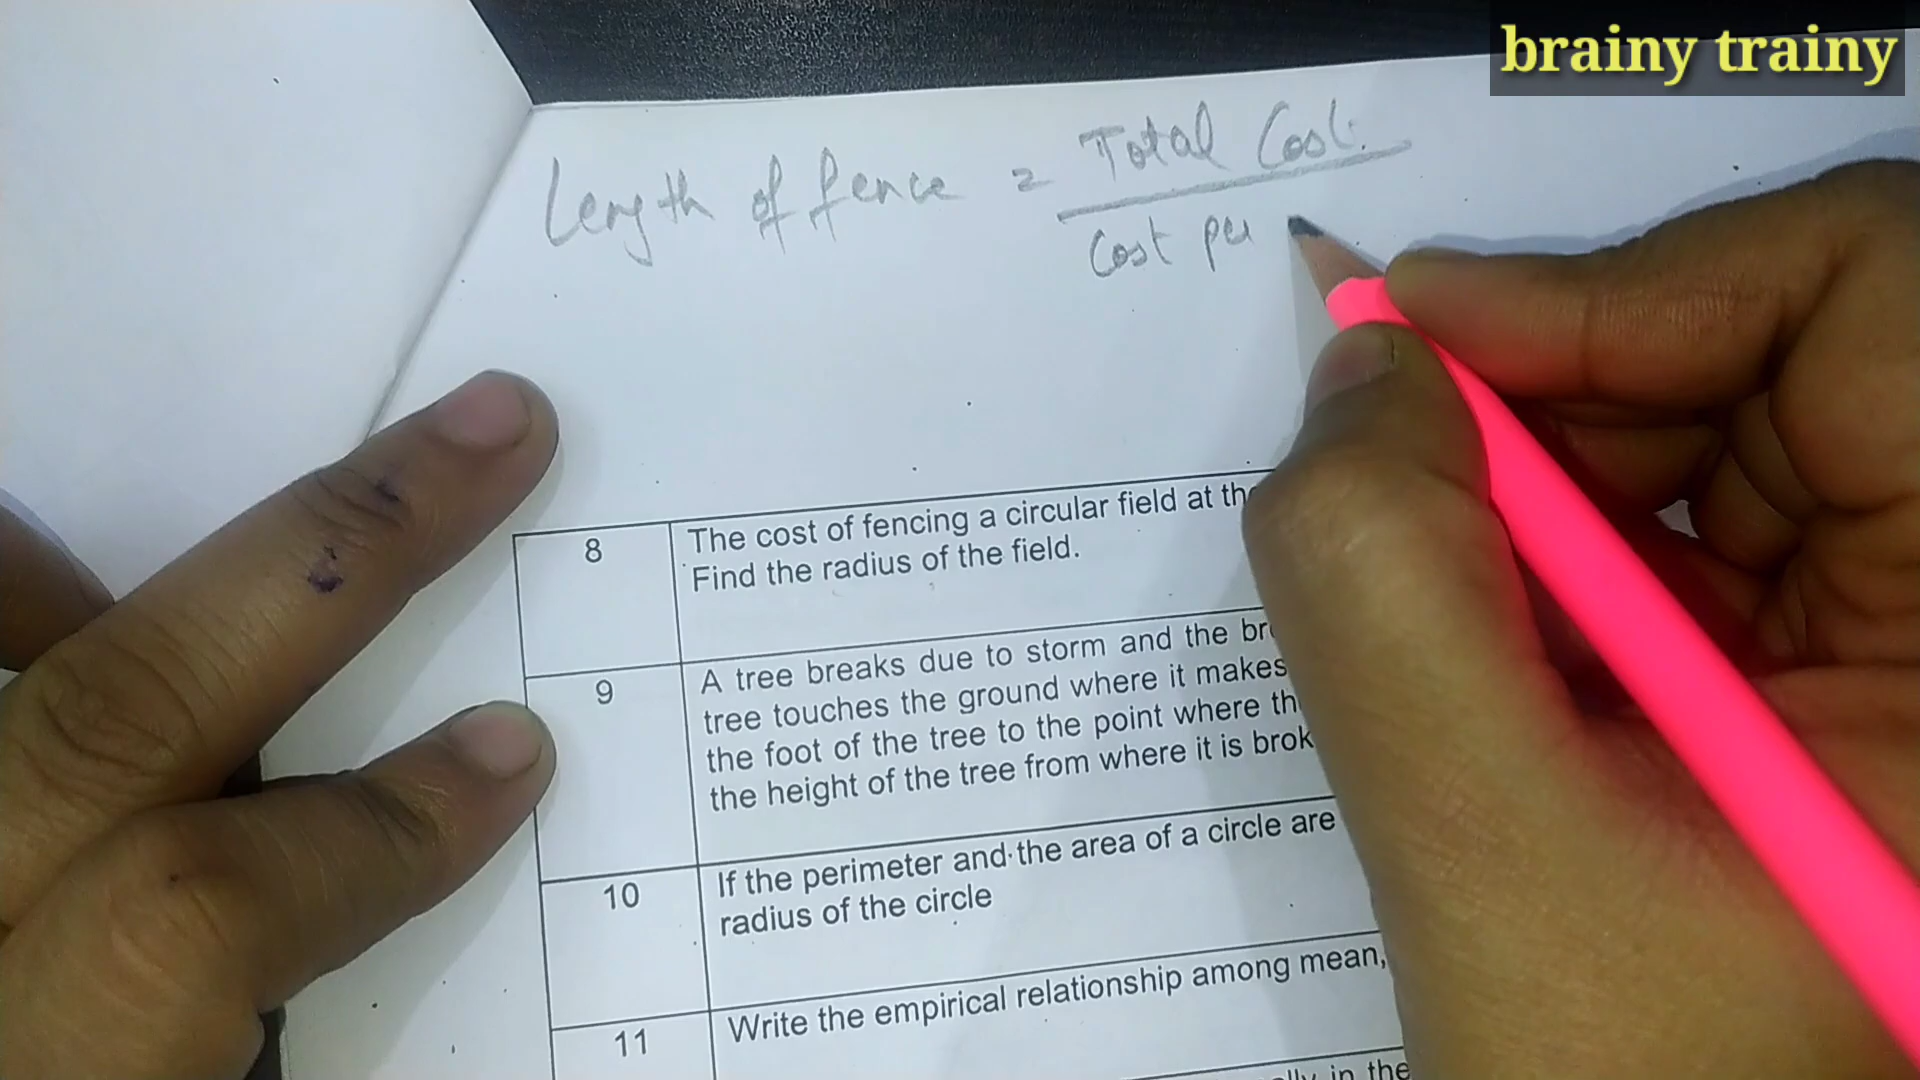 brainy trainy
Length of fence = Total Cost.
Cost per
8 The cost of fencing a circular field at the
Find the radius of the field.
9 A tree breaks due to storm and the
tree touches the ground where it makes
the foot of the tree to the point where
the height of the tree from where it is
10 If the perimeter and the area of a circle are
radius of the circle
11 Write the empirical relationship among mean,
in the